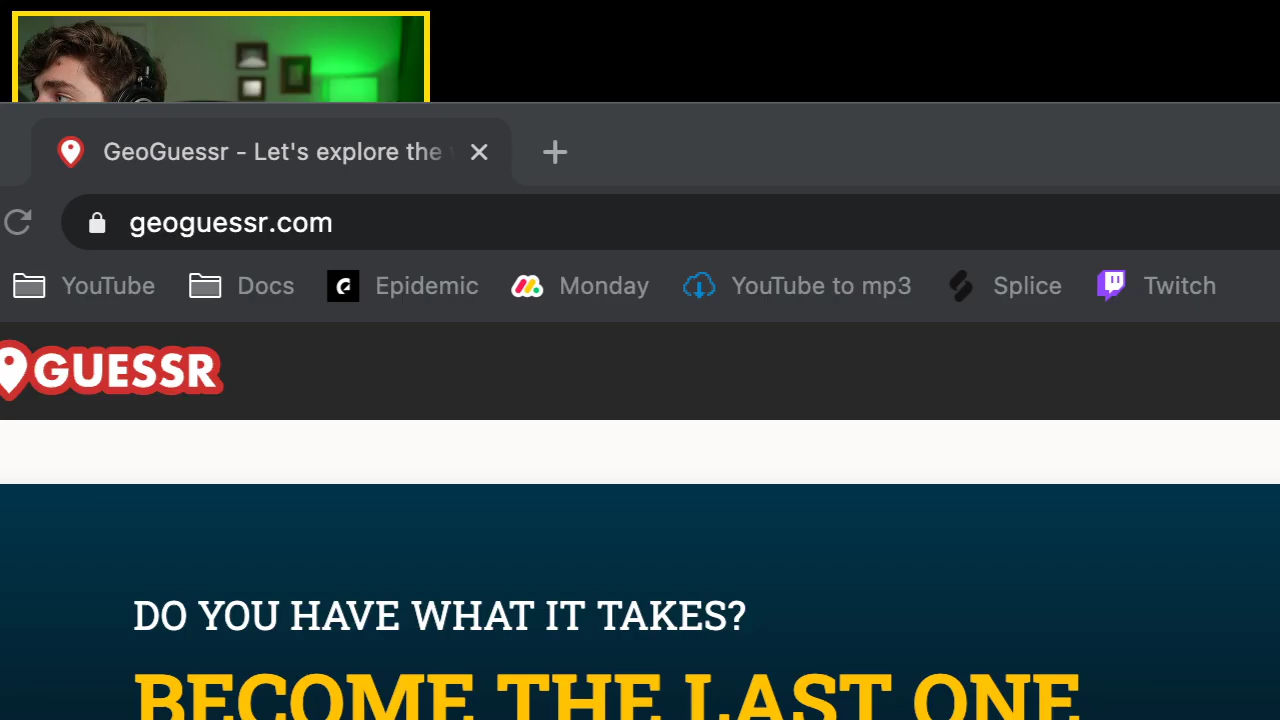 GeoGuessr - Let's explore the
geoguessr.com
YouTube Docs Epidemic Monday YouTube to mp3 Splice Twitch
GUESSR
DO YOU HAVE WHAT IT TAKES?
BECOME THE LAST ONE